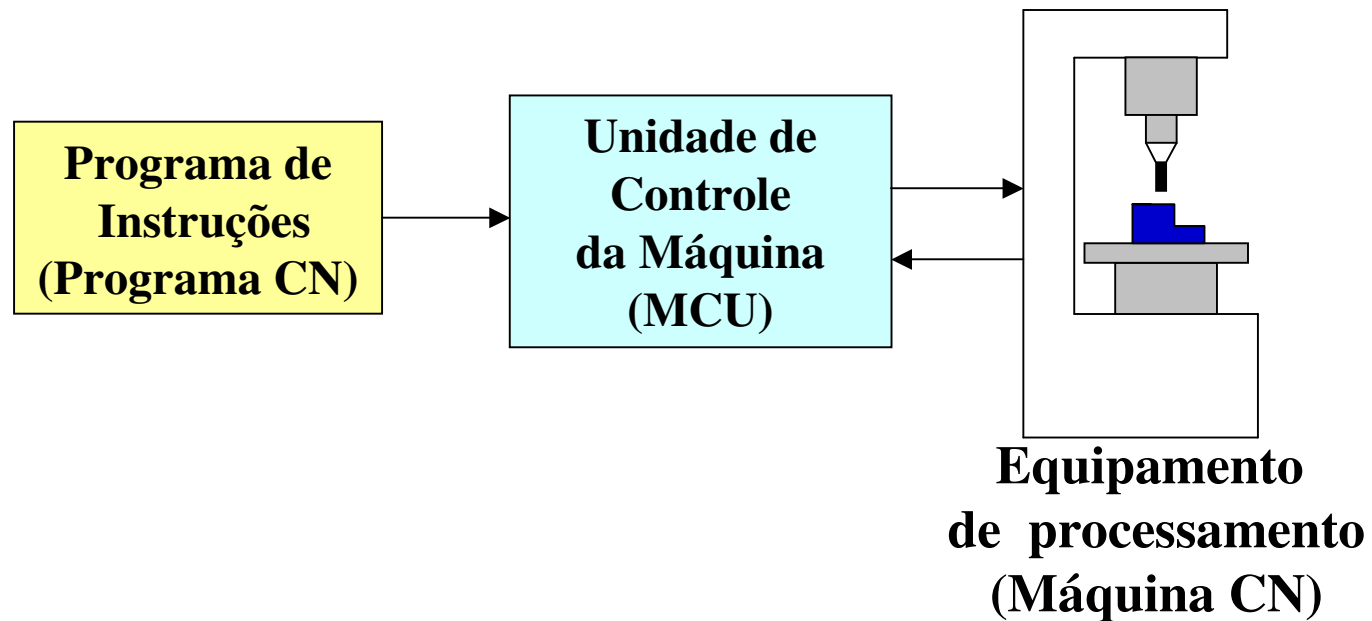 Programa de
Instruções
(Programa CN)
Unidade de
Controle
da Máquina
(MCU)
Equipamento
de processamento
(Máquina CN)